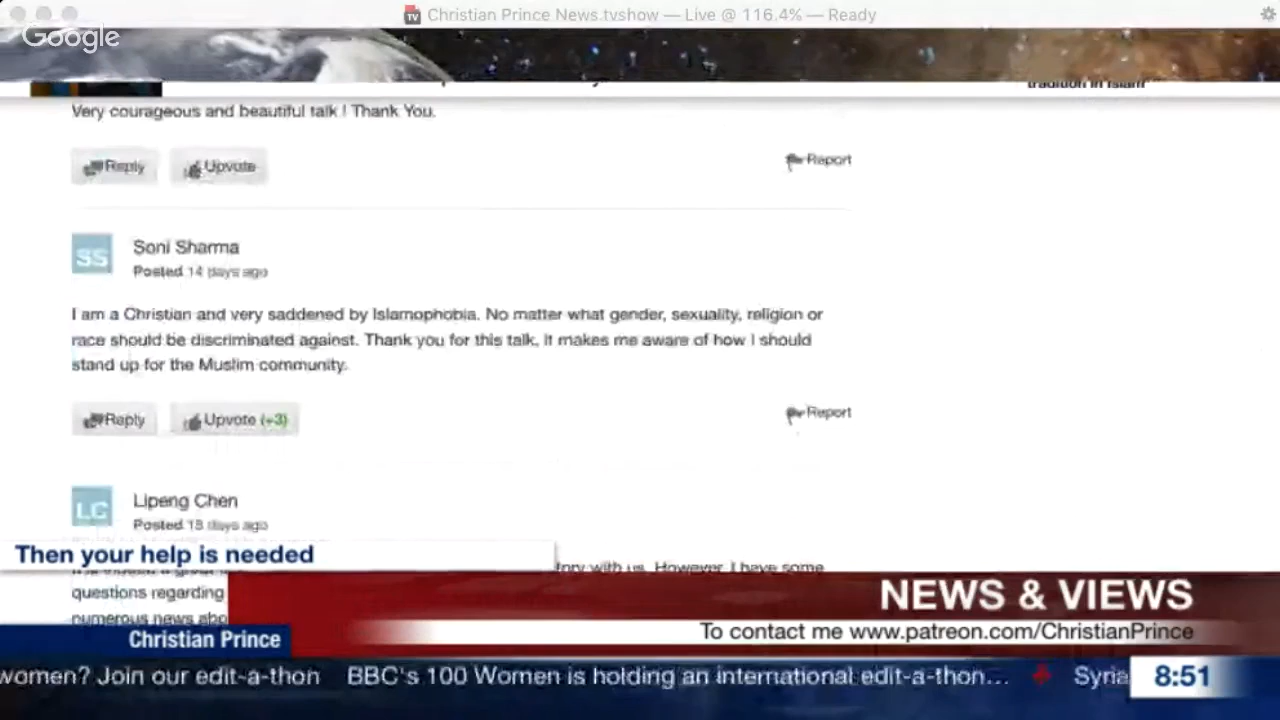 Christian Prince News.tvshow — Live @ 116.4% — Ready
Google
tradition in Islam
Very courageous and beautiful talk ! Thank You.
Reply Upvote Report
SS Soni Sharma
Posted 14 days ago
I am a Christian and very saddened by Islamophobia. No matter what gender, sexuality, religion or
race should be discriminated against. Thank you for this talk, it makes me aware of how I should
stand up for the Muslim community.
Reply Upvote (+3) Report
LC Lipeng Chen
Posted 18 days ago
Then your help is needed
with us. However, I have some
questions regarding
numerous news
NEWS & VIEWS
To contact me www.patreon.com/ChristianPrince
Christian Prince
women? Join our edit-a-thon BBC's 100 Women is holding an international edit-a-thon... Syria
8:51